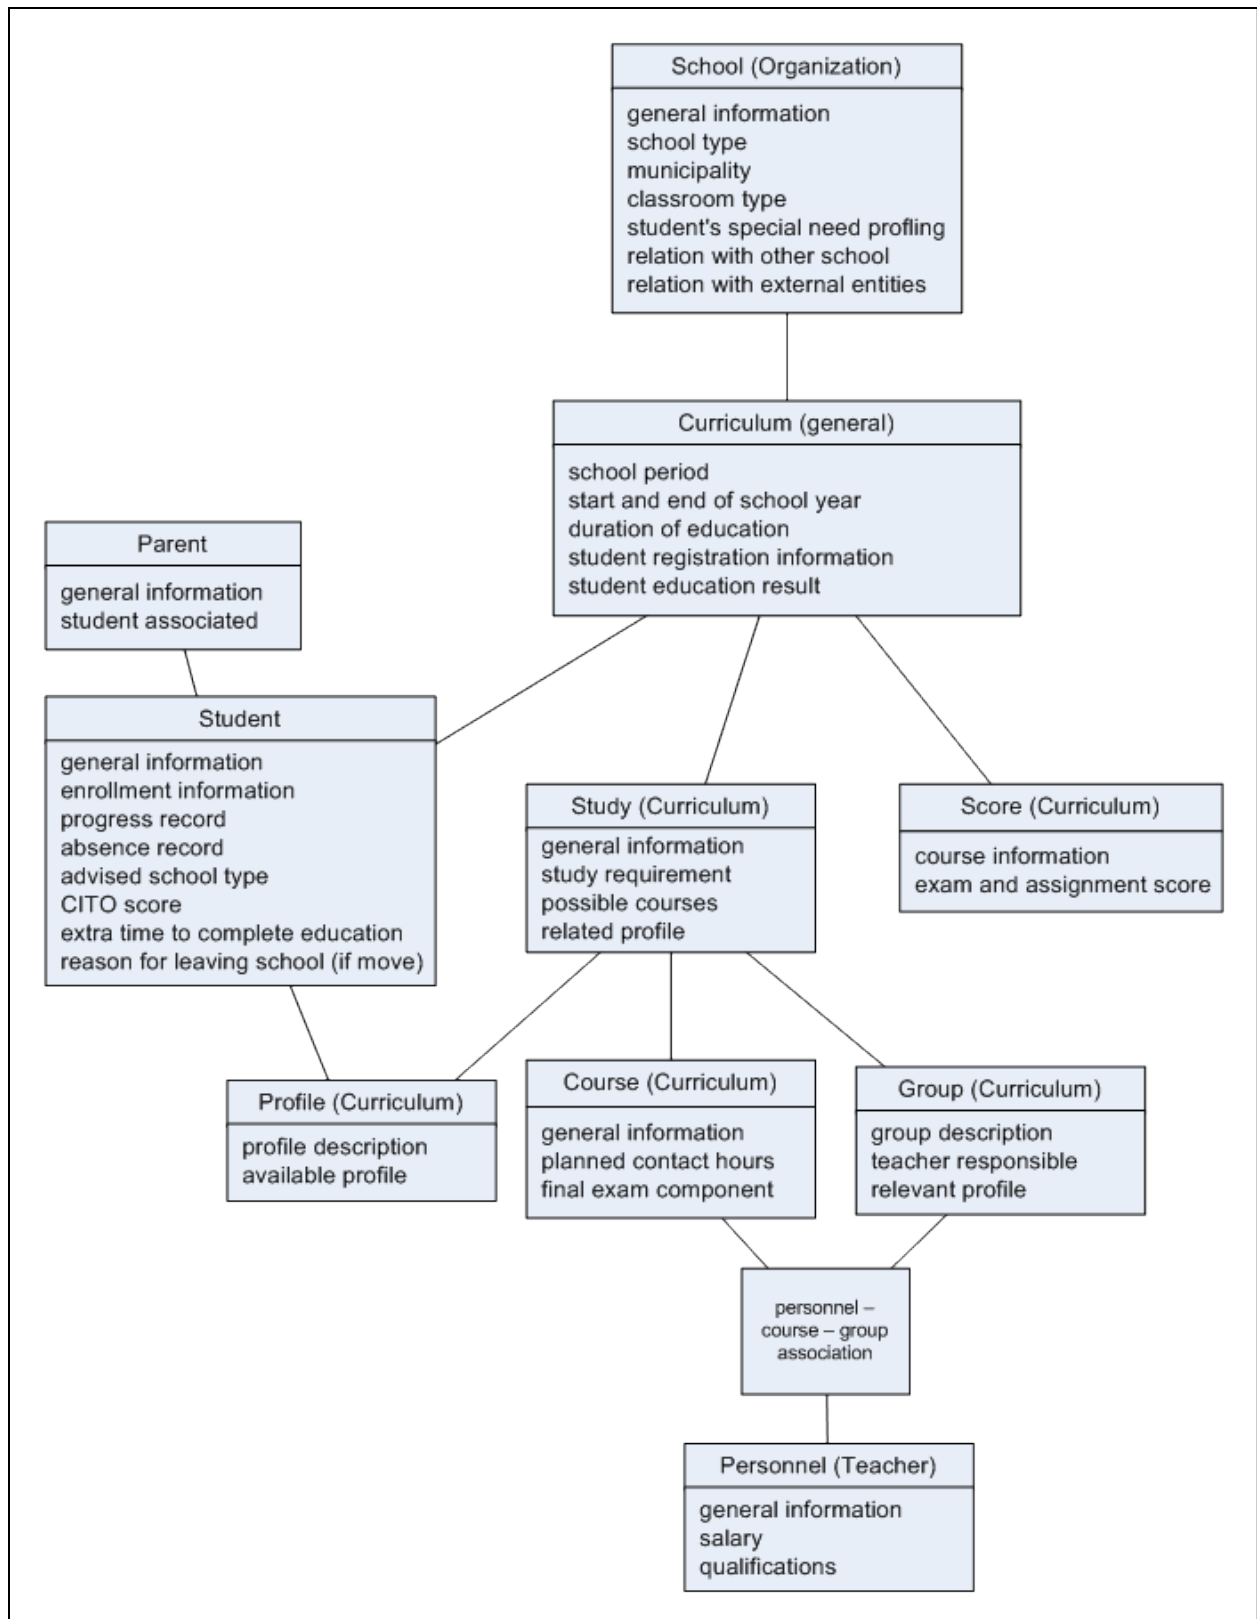 School (Organization)
general information
school type
municipality
classroom type
student's special need profling
relation with other school
relation with external entities
Curriculum (general)
school period
start and end of school year
duration of education
student registration information
student education result
Parent
general information
student associated
Student
general information
enrollment information
progress record
absence record
advised school type
CITO score
extra time to complete education
reason for leaving school (if move)
Study (Curriculum)
general information
study requirement
possible courses
related profile
Score (Curriculum)
course information
exam and assignment score
Profile (Curriculum)
profile description
available profile
Course (Curriculum)
general information
planned contact hours
final exam component
Group (Curriculum)
group description
teacher responsible
relevant profile
personnel –
course – group
association
Personnel (Teacher)
general information
salary
qualifications